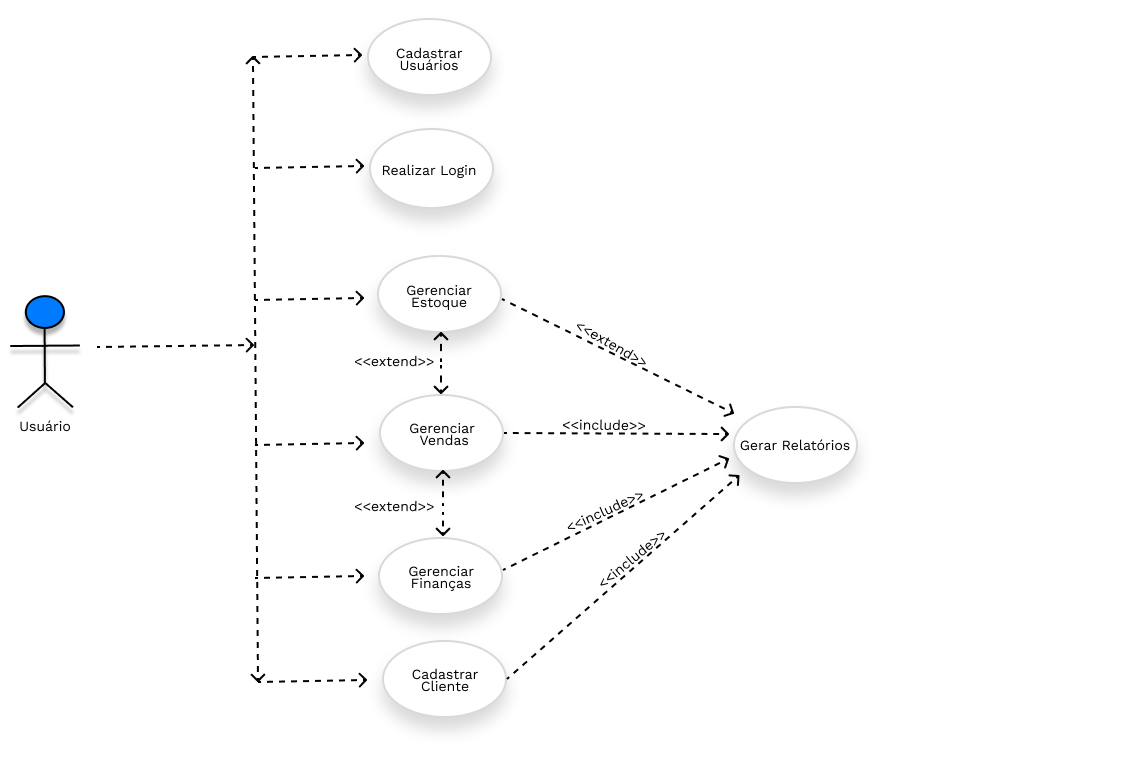 Cadastrar
Usuários
Realizar Login
Gerenciar
Estoque
<<extend>>
<<extend>>
Gerenciar
Vendas
<<include>>
Usuário
Gerar Relatórios
<<extend>>
<<include>>
Gerenciar
Finanças
<<include>>
Cadastrar
Cliente